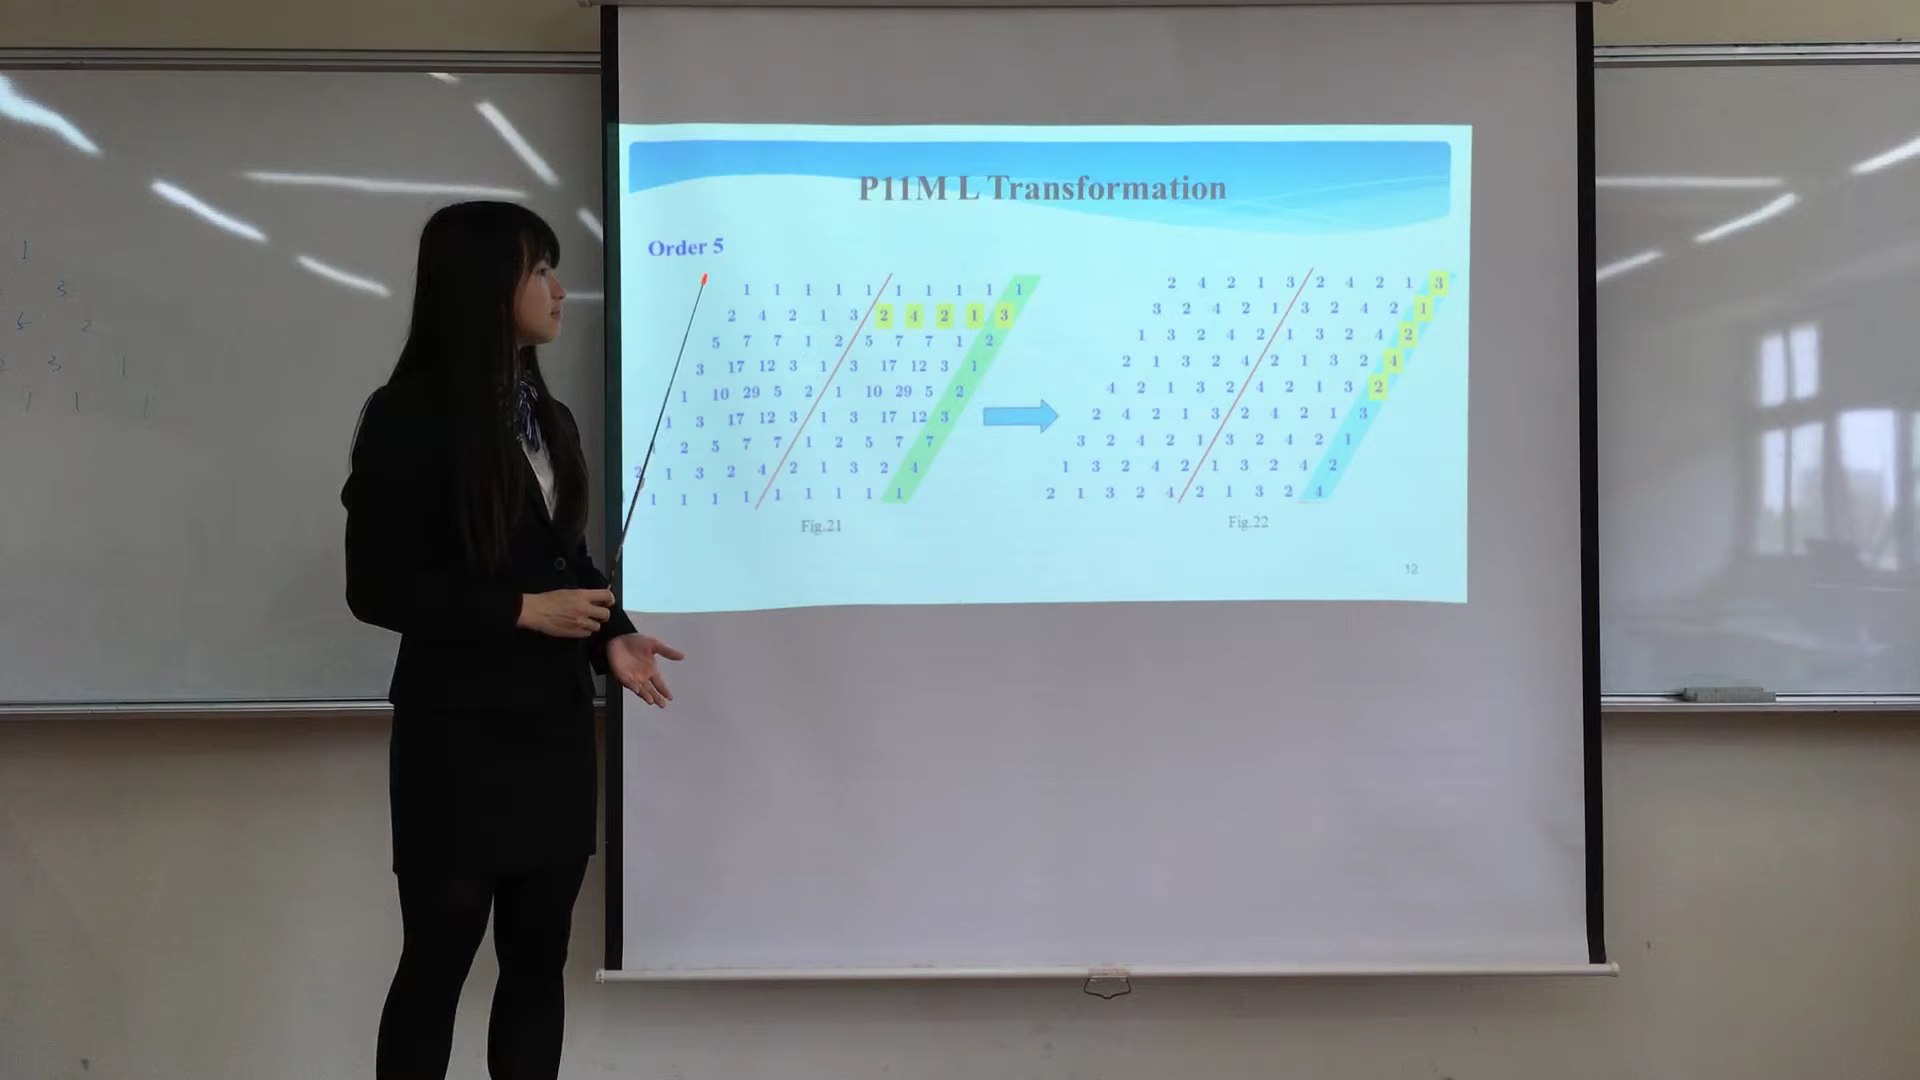 P11M L Transformation
Order 5
1 1 1 1 1 1 1 1 1 1
2 4 2 1 3 2 4 2 1 3
5 7 7 1 2 5 7 7 1 2
3 17 12 3 1 3 17 12 3 1
1 10 29 5 2 1 10 29 5 2
1 3 17 12 3 1 3 17 12 3
1 2 5 7 7 1 2 5 7 7
2 1 3 2 4 2 1 3 2 4
1 1 1 1 1 1 1 1 1 1
Fig.21
2 4 2 1 3 2 4 2 1 3
3 2 4 2 1 3 2 4 2 1
1 3 2 4 2 1 3 2 4 2
2 1 3 2 4 2 1 3 2 4
4 2 1 3 2 4 2 1 3 2
2 4 2 1 3 2 4 2 1 3
3 2 4 2 1 3 2 4 2 1
1 3 2 4 2 1 3 2 4 2
2 1 3 2 4 2 1 3 2 4
Fig.22
12
1
3
5 2
3 1
1 1 1